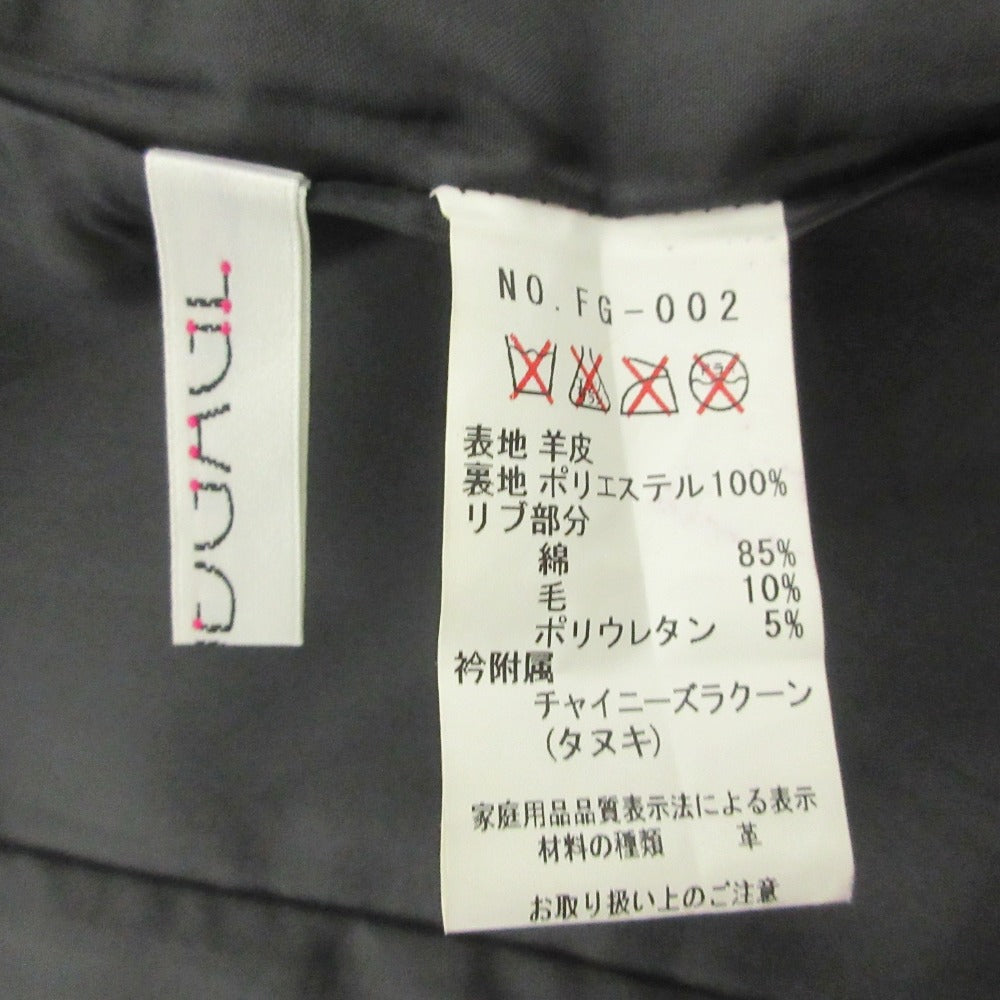 NO.FG-002
表地 羊皮
裏地 ポリエステル100%
リブ部分
綿 85%
毛 10%
ポリウレタン 5%
衿附属
チャイニーズラクーン
(タヌキ)
家庭用品品質表示法による表示
材料の種類 革
お取り扱い上のご注意